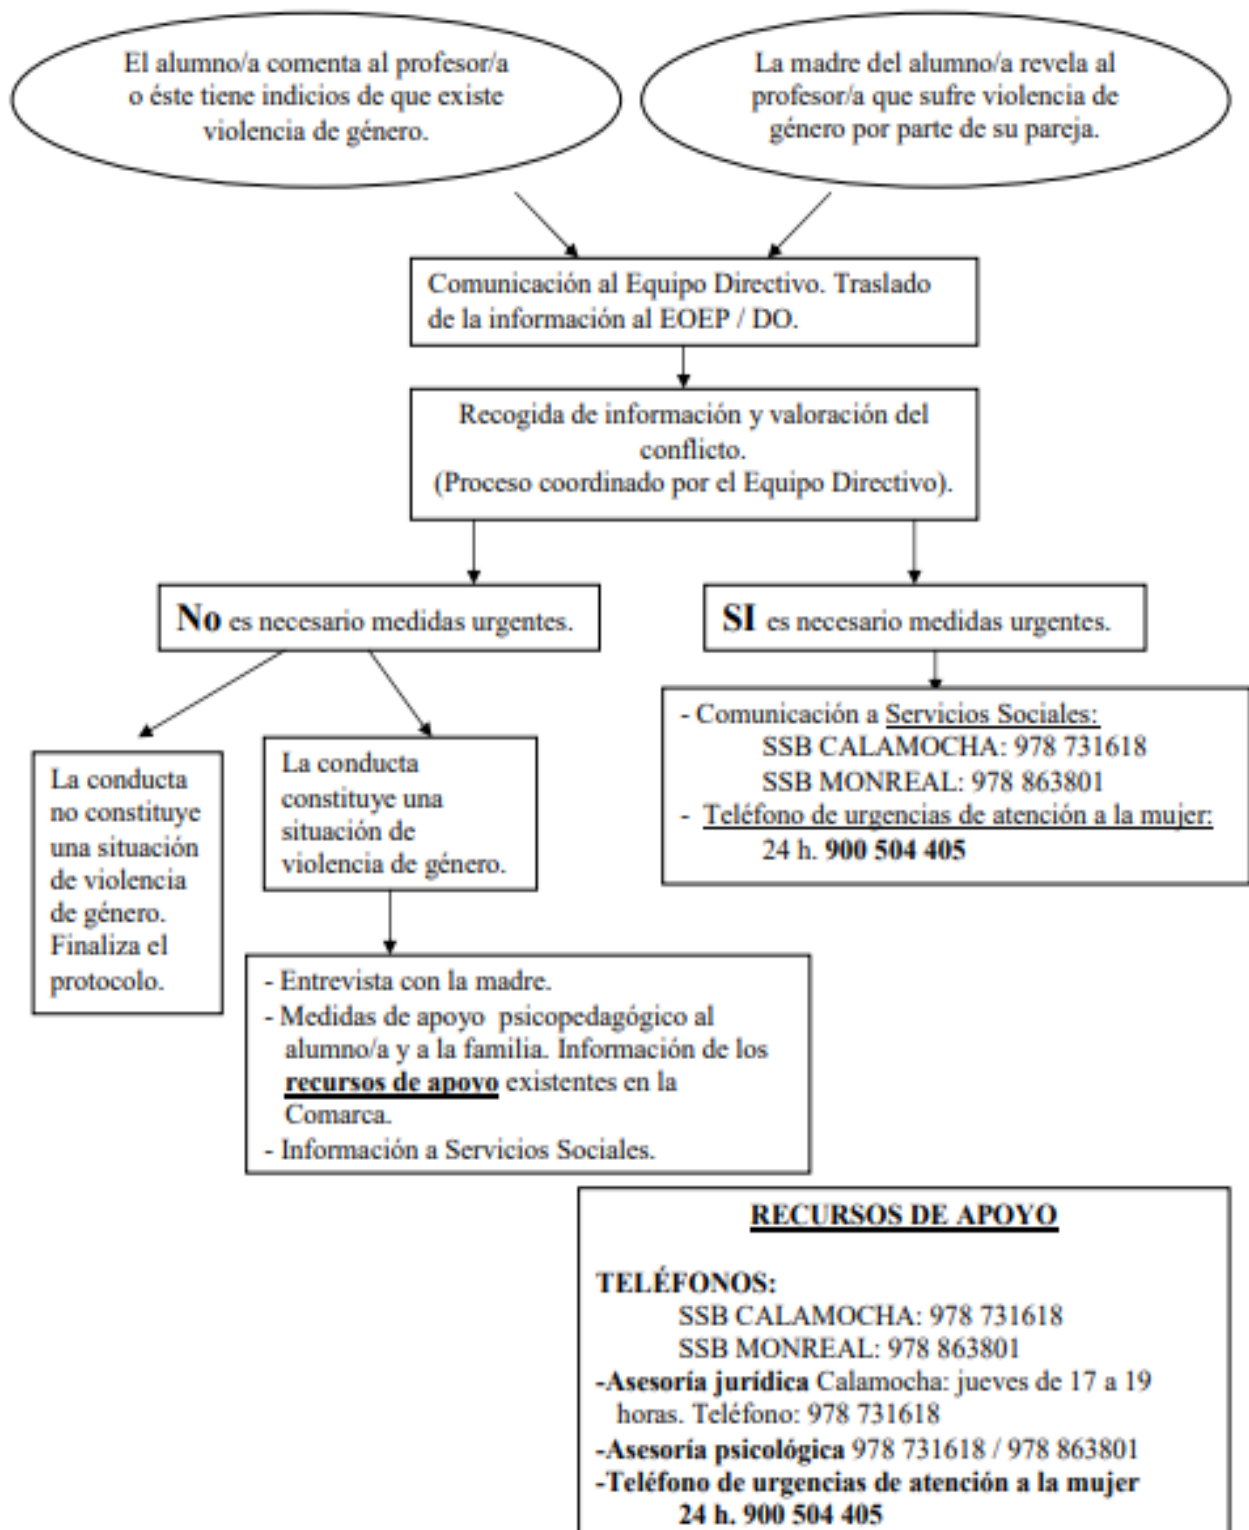 El alumno/a comenta al profesor/a
o éste tiene indicios de que existe
violencia de género.
La madre del alumno/a revela al
profesor/a que sufre violencia de
género por parte de su pareja.
Comunicación al Equipo Directivo. Traslado
de la información al EOEP / DO.
Recogida de información y valoración del
conflicto.
(Proceso coordinado por el Equipo Directivo).
No es necesario medidas urgentes.
SI es necesario medidas urgentes.
La conducta
no constituye
una situación
de violencia
de género.
Finaliza el
protocolo.
La conducta
constituye una
situación de
violencia de género.
- Comunicación a Servicios Sociales:
SSB CALAMOCHA: 978 731618
SSB MONREAL: 978 863801
- Teléfono de urgencias de atención a la mujer:
24 h. 900 504 405
- Entrevista con la madre.
- Medidas de apoyo psicopedagógico al
alumno/a y a la familia. Información de los
recursos de apoyo existentes en la
Comarca.
- Información a Servicios Sociales.
RECURSOS DE APOYO
TELÉFONOS:
SSB CALAMOCHA: 978 731618
SSB MONREAL: 978 863801
-Asesoría jurídica Calamocha: jueves de 17 a 19
horas. Teléfono: 978 731618
-Asesoría psicológica 978 731618 / 978 863801
-Teléfono de urgencias de atención a la mujer
24 h. 900 504 405